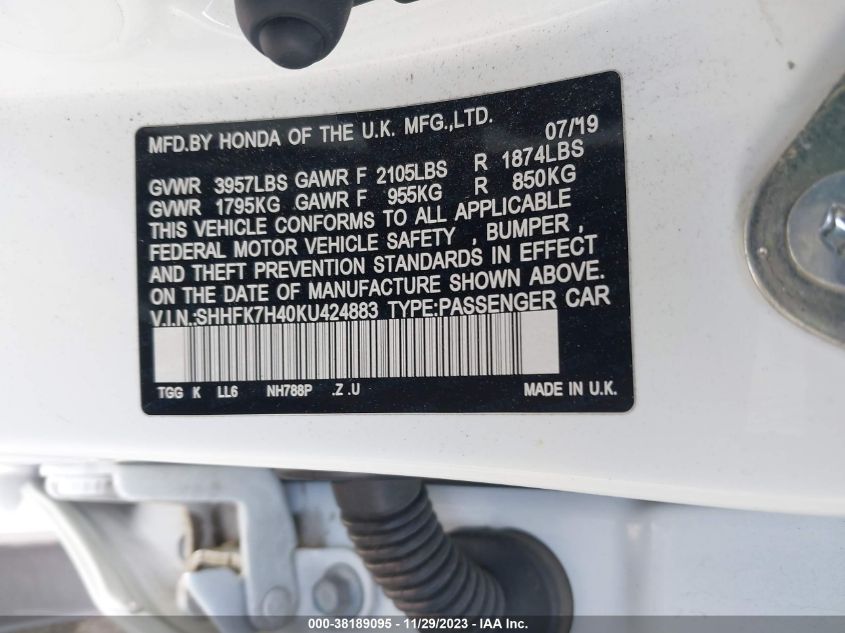 MFD.BY HONDA OF THE U.K. MFG.,LTD. 07/'19
GVWR 3957LBS GAWR F 2105LBS R 1874LBS
GVWR 1795KG GAWR F 955KG R 850KG
THIS VEHICLE CONFORMS TO ALL APPLICABLE
FEDERAL MOTOR VEHICLE SAFETY , BUMPER ,
AND THEFT PREVENTION STANDARDS IN EFFECT
ON THE DATE OF MANUFACTURE SHOWN ABOVE.
V.I.N.:SHHFK7H40KU424883 TYPE:PASSENGER CAR
TGG K LL6 NH788P .Z .U MADE IN U.K.
000-38189095 - 11/29/2023 - IAA Inc.